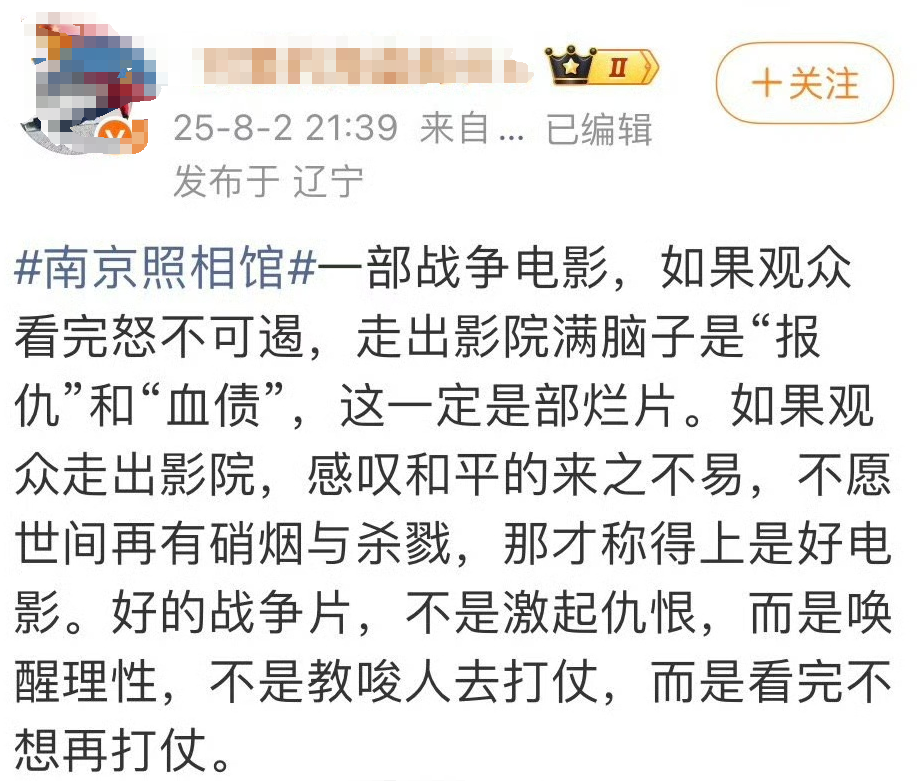 II
＋关注
25-8-2 21:39 来自... 已编辑
发布于 辽宁
#南京照相馆#一部战争电影，如果观众
看完怒不可遏，走出影院满脑子是“报
仇”和“血债”，这一定是部烂片。如果观
众走出影院，感叹和平的来之不易，不愿
世间再有硝烟与杀戮，那才称得上是好电
影。好的战争片，不是激起仇恨，而是唤
醒理性，不是教唆人去打仗，而是看完不
想再打仗。